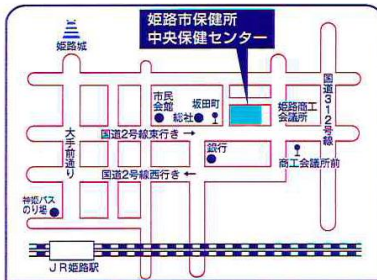 姫路市保健所
中央保健センター
姫路城
市民
会館
坂田町
総社
姫路商工
会議所
国道312号線
国道2号線東行き →
大手前通り
銀行
国道2号線西行き ←
商工会議所前
神姫バス
のり場
JR姫路駅